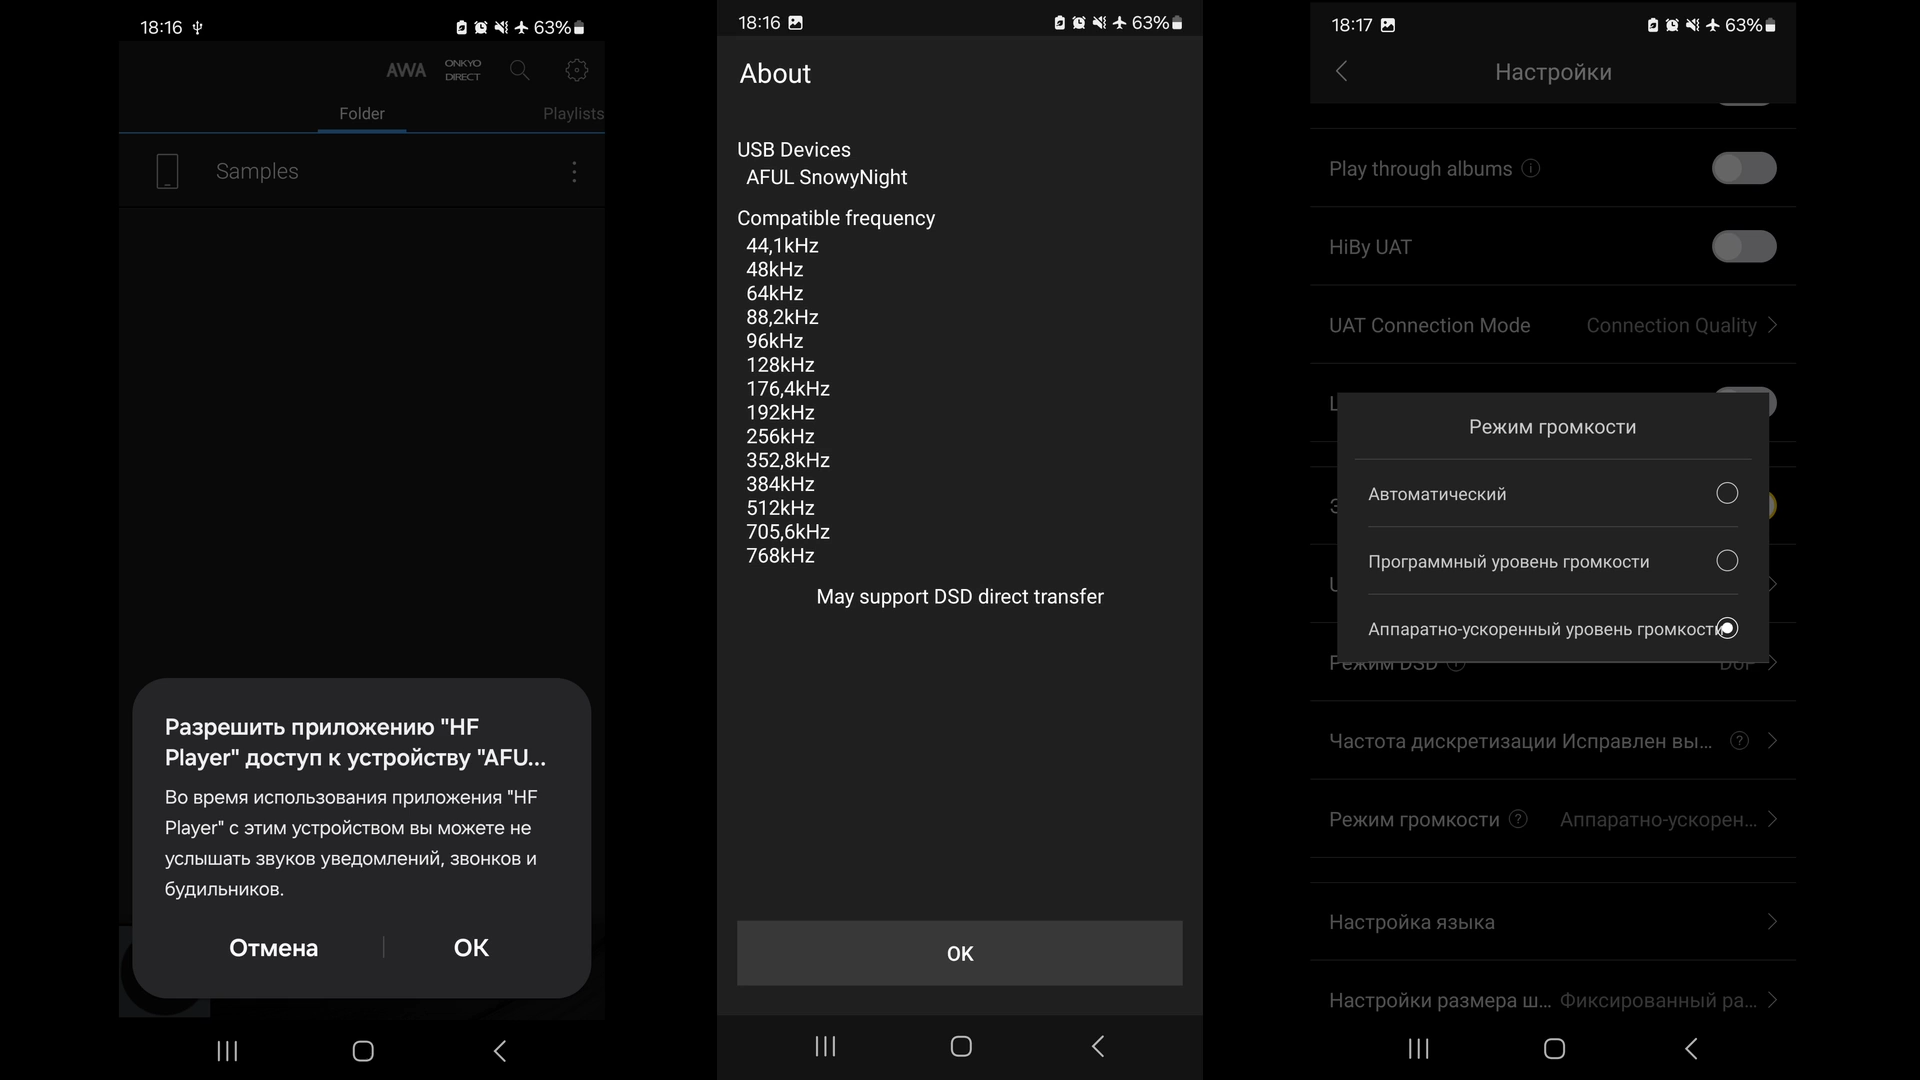 18:16
63%
AWA
ONKYO
DIRECT
Folder
Playlists
Samples
Разрешить приложению "HF
Player" доступ к устройству "AFU...
Во время использования приложения "HF
Player" с этим устройством вы можете не
услышать звуков уведомлений, звонков и
будильников.
Отмена
OK
18:16
63%
About
USB Devices
AFUL SnowyNight
Compatible frequency
44,1kHz
48kHz
64kHz
88,2kHz
96kHz
128kHz
176,4kHz
192kHz
256kHz
352,8kHz
384kHz
512kHz
705,6kHz
768kHz
May support DSD direct transfer
OK
18:17
63%
Настройки
Play through albums
HiBy UAT
UAT Connection Mode Connection Quality
Режим громкости
Автоматический
Программный уровень громкости
Аппаратно-ускоренный уровень громкости
Режим DSD
Частота дискретизации Исправлен вы...
Режим громкости Аппаратно-ускорен...
Настройка языка
Настройки размера ш... Фиксированный ра...